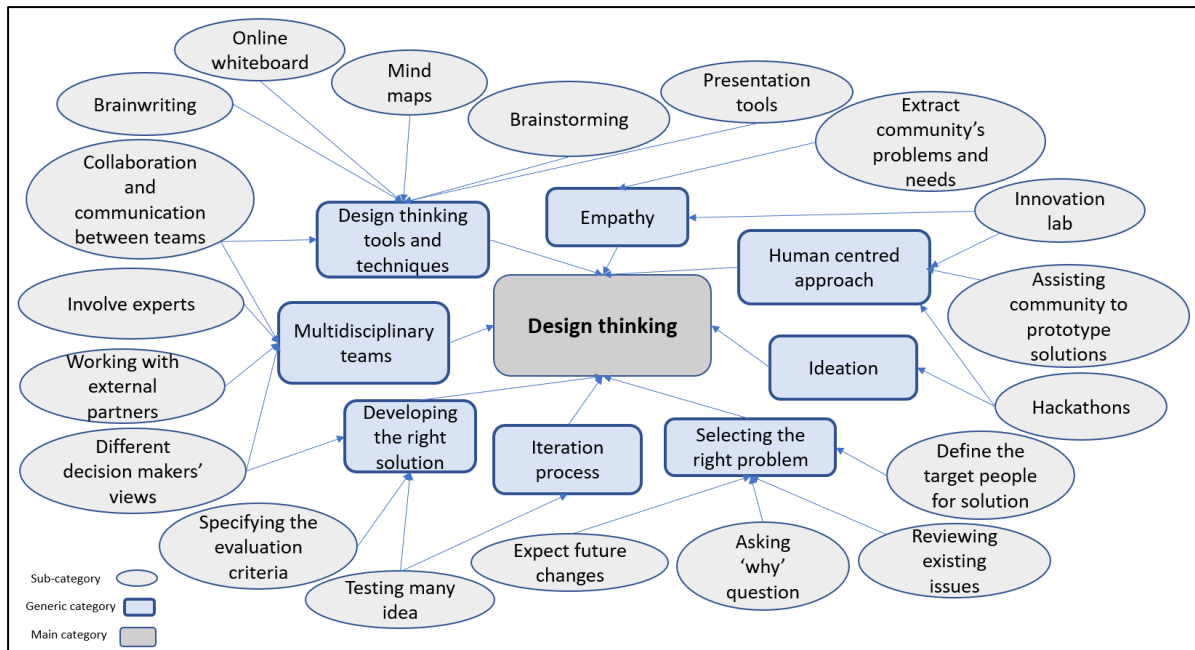 Online
whiteboard
Mind
maps
Presentation
tools
Brainwriting
Brainstorming
Extract
community's
problems and
needs
Collaboration
and
communication
between teams
Design thinking
tools and
techniques
Empathy
Innovation
lab
Human centred
approach
Involve experts
Multidisciplinary
teams
Design thinking
Assisting
community to
prototype
solutions
Working with
external
partners
Ideation
Hackathons
Different
decision makers'
views
Developing
the right
solution
Iteration
process
Selecting the
right problem
Define the
target people
for solution
Specifying the
evaluation
criteria
Testing many
idea
Expect future
changes
Asking
‘why’
question
Reviewing
existing
issues
Sub-category
Generic category
Main category